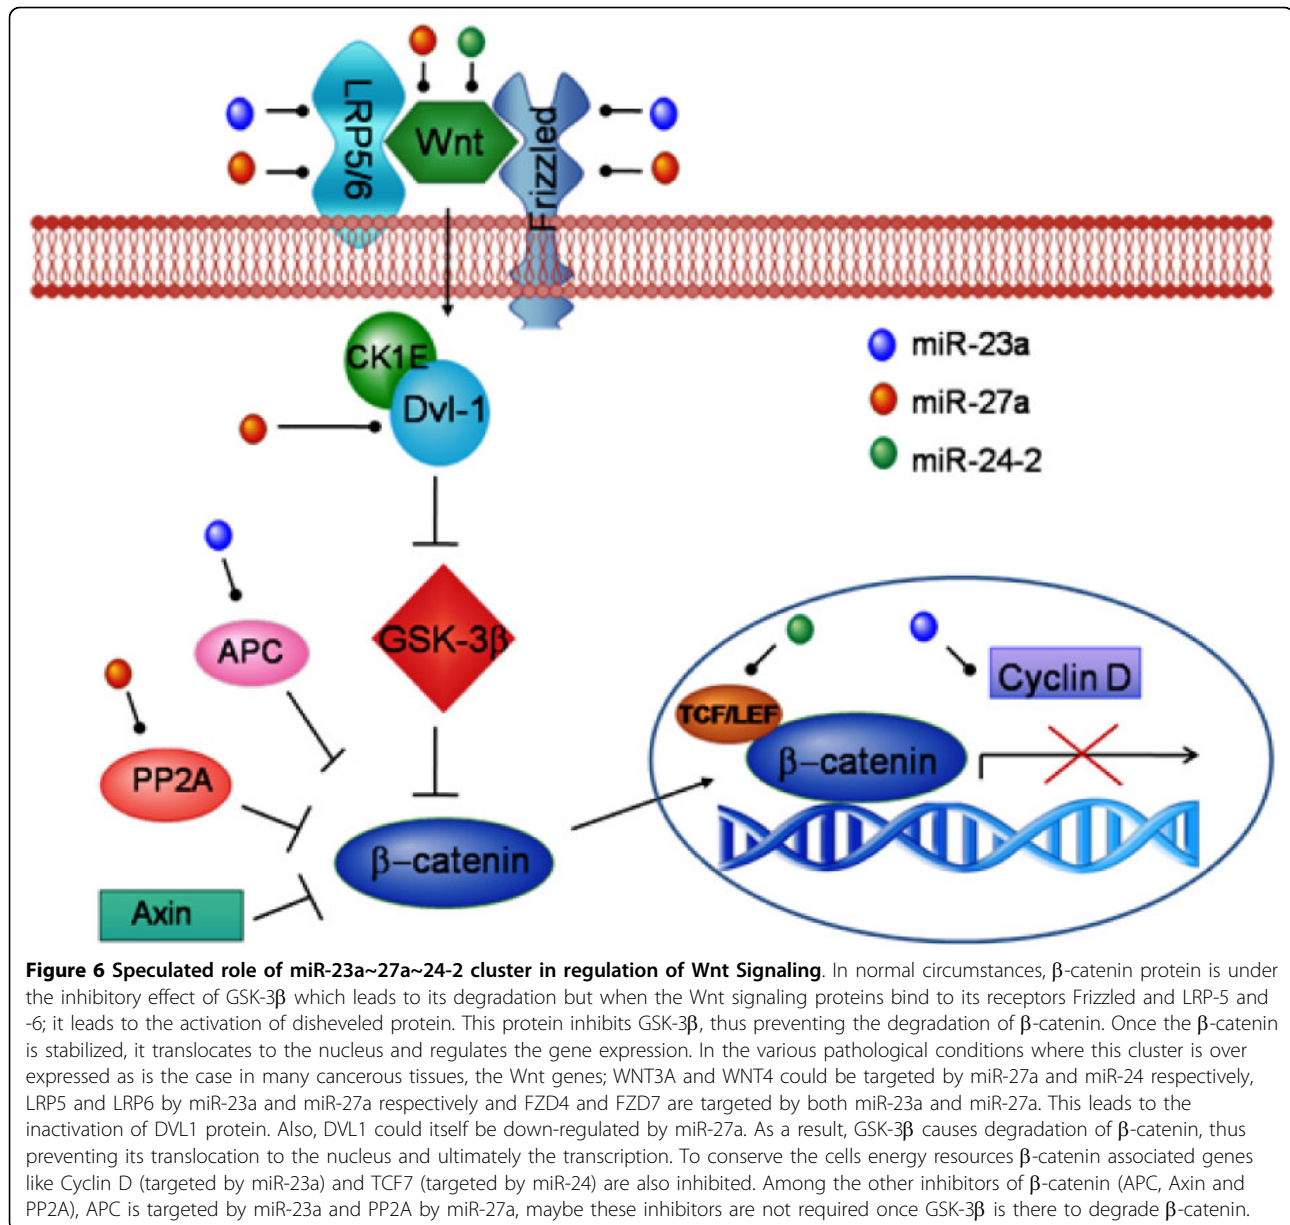 LRP5/6
Wnt
Frizzled
CK1E
Dvl-1
miR-23a
miR-27a
miR-24-2
APC
GSK-3β
PP2A
Axin
β–catenin
TCF/LEF
Cyclin D
β–catenin
Figure 6 Speculated role of miR-23a~27a~24-2 cluster in regulation of Wnt Signaling. In normal circumstances, β-catenin protein is under
the inhibitory effect of GSK-3β which leads to its degradation but when the Wnt signaling proteins bind to its receptors Frizzled and LRP-5 and
-6; it leads to the activation of disheveled protein. This protein inhibits GSK-3β, thus preventing the degradation of β-catenin. Once the β-catenin
is stabilized, it translocates to the nucleus and regulates the gene expression. In the various pathological conditions where this cluster is over
expressed as is the case in many cancerous tissues, the Wnt genes; WNT3A and WNT4 could be targeted by miR-27a and miR-24 respectively,
LRP5 and LRP6 by miR-23a and miR-27a respectively and FZD4 and FZD7 are targeted by both miR-23a and miR-27a. This leads to the
inactivation of DVL1 protein. Also, DVL1 could itself be down-regulated by miR-27a. As a result, GSK-3β causes degradation of β-catenin, thus
preventing its translocation to the nucleus and ultimately the transcription. To conserve the cells energy resources β-catenin associated genes
like Cyclin D (targeted by miR-23a) and TCF7 (targeted by miR-24) are also inhibited. Among the other inhibitors of β-catenin (APC, Axin and
PP2A), APC is targeted by miR-23a and PP2A by miR-27a, maybe these inhibitors are not required once GSK-3β is there to degrade β-catenin.